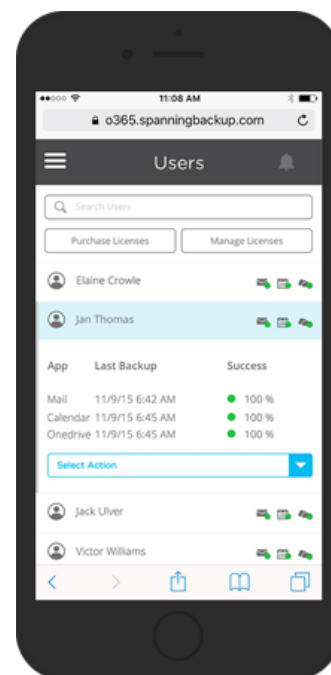 11:08 AM
o365.spanningbackup.com
Users
Search Users
Purchase Licenses Manage Licenses
Elaine Crowle
Jan Thomas
App Last Backup Success
Mail 11/9/15 6:42 AM 100 %
Calendar 11/9/15 6:45 AM 100 %
Onedrive 11/9/15 6:45 AM 100 %
Select Action
Jack Ulver
Victor Williams